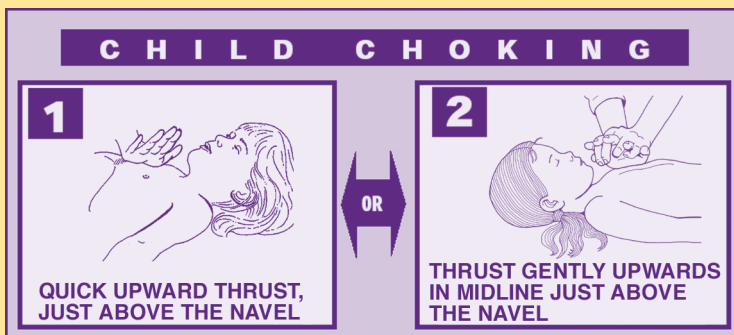 CHILD CHOKING
1
QUICK UPWARD THRUST,
JUST ABOVE THE NAVEL
OR
2
THRUST GENTLY UPWARDS
IN MIDLINE JUST ABOVE
THE NAVEL